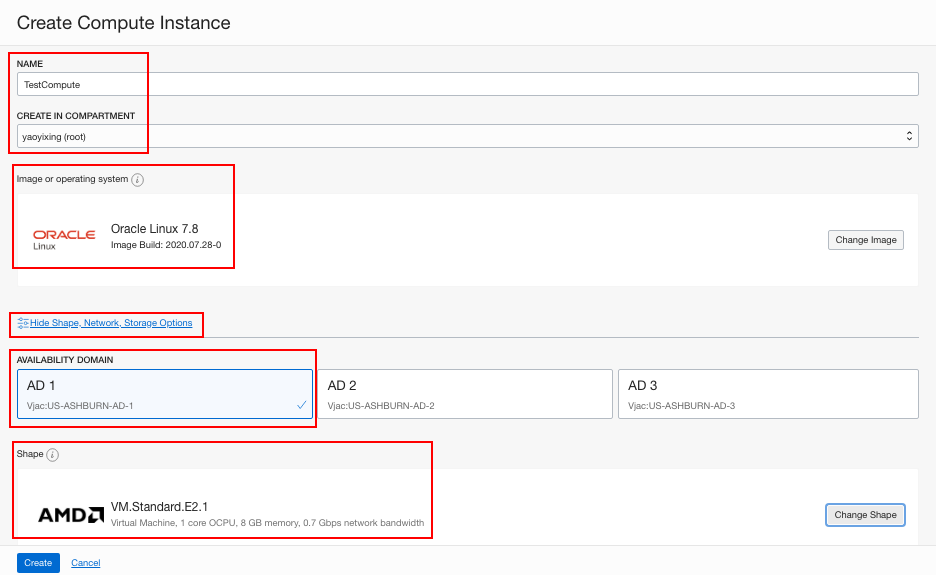 Create Compute Instance
NAME
TestCompute
CREATE IN COMPARTMENT
yaoyixing (root)
Image or operating system i
ORACLE
Linux
Oracle Linux 7.8
Image Build: 2020.07.28-0
Change Image
Hide Shape, Network, Storage Options
AVAILABILITY DOMAIN
AD 1
Vjac:US-ASHBURN-AD-1
AD 2
Vjac:US-ASHBURN-AD-2
AD 3
Vjac:US-ASHBURN-AD-3
Shape i
AMD
VM.Standard.E2.1
Virtual Machine, 1 core OCPU, 8 GB memory, 0.7 Gbps network bandwidth
Change Shape
Create Cancel